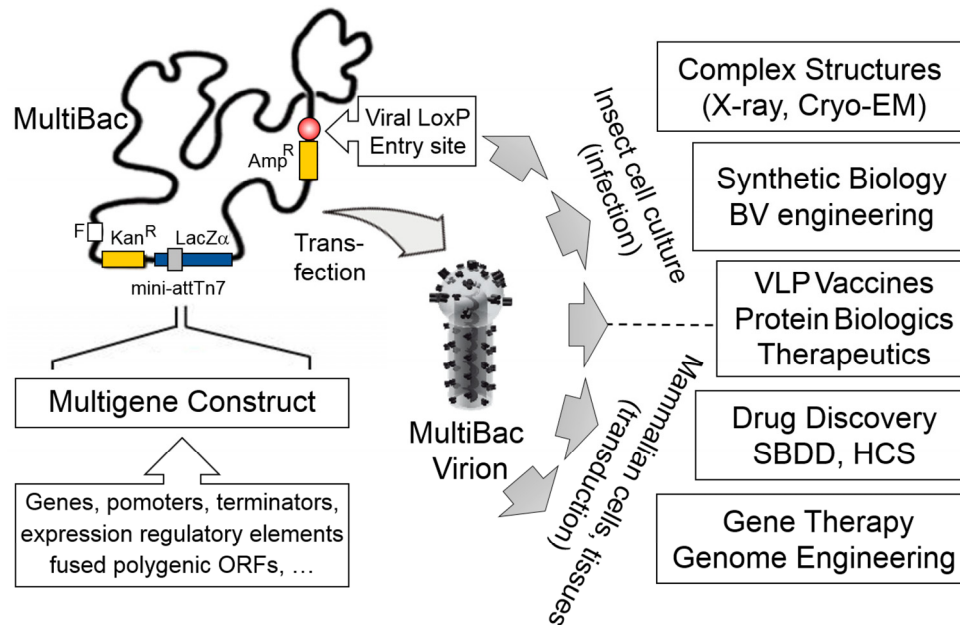 MultiBac
Viral LoxP
Entry site
Amp^R
F
Kan^R
LacZα
mini-attTn7
Trans-
fection
Multigene Construct
Genes, pomoters, terminators,
expression regulatory elements
fused polygenic ORFs, …
MultiBac
Virion
Insect cell culture
(infection)
Mammalian cells, tissues
(transduction)
Complex Structures
(X-ray, Cryo-EM)
Synthetic Biology
BV engineering
VLP Vaccines
Protein Biologics
Therapeutics
Drug Discovery
SBDD, HCS
Gene Therapy
Genome Engineering